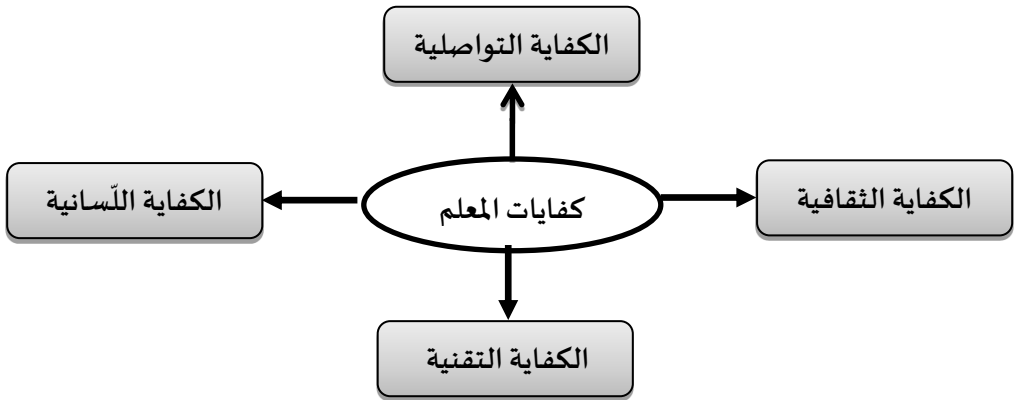 الكفاية التواصلية
الكفاية الثقافية
كفايات المعلم
الكفاية اللّسانية
الكفاية التقنية